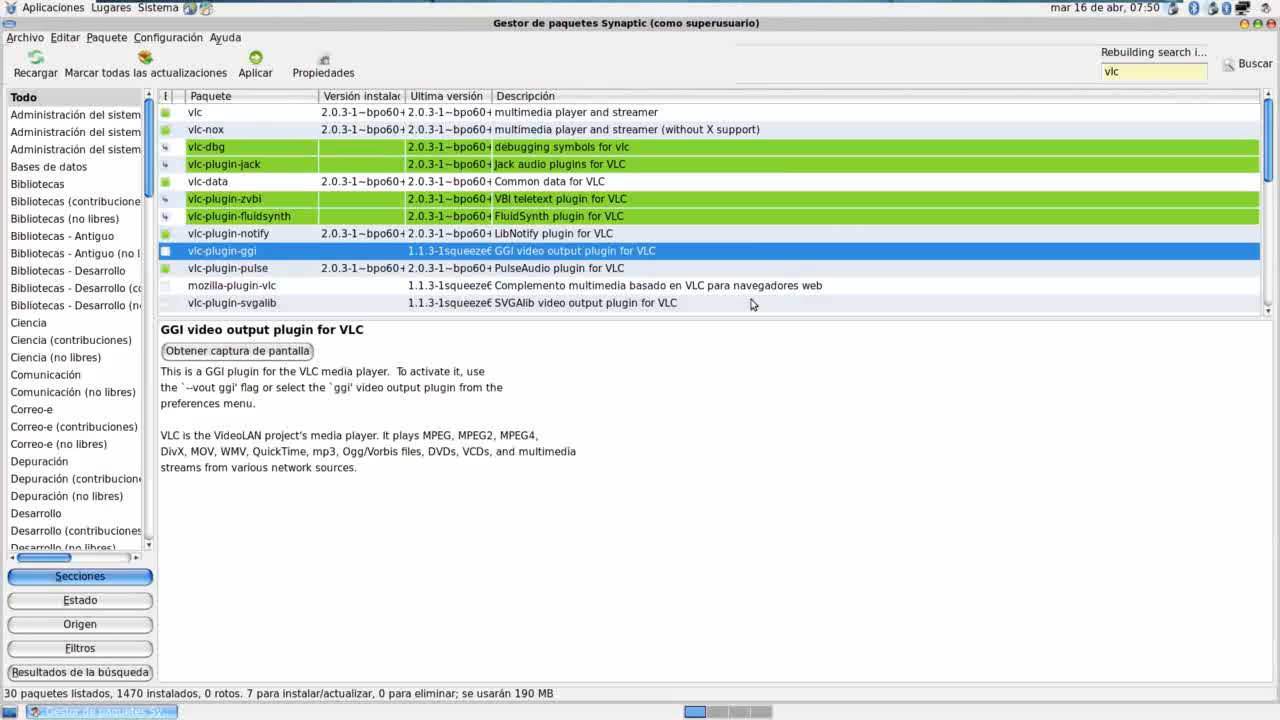 Aplicaciones Lugares Sistema mar 16 de abr, 07:50
Gestor de paquetes Synaptic (como superusuario)
Archivo Editar Paquete Configuración Ayuda
Rebuilding search i...
Recargar Marcar todas las actualizaciones Aplicar Propiedades vlc Buscar
Todo
Administración del sistem
Administración del sistem
Administración del sistem
Bases de datos
Bibliotecas
Bibliotecas (contribucione
Bibliotecas (no libres)
Bibliotecas - Antiguo
Bibliotecas - Antiguo (no l
Bibliotecas - Desarrollo
Bibliotecas - Desarrollo (cc
Bibliotecas - Desarrollo (n
Ciencia
Ciencia (contribuciones)
Ciencia (no libres)
Comunicación
Comunicación (no libres)
Correo-e
Correo-e (contribuciones)
Correo-e (no libres)
Depuración
Depuración (contribucione
Depuración (no libres)
Desarrollo
Desarrollo (contribuciones
Desarrollo (no libres)
Secciones
Estado
Origen
Filtros
Resultados de la búsqueda
E Paquete Versión instalac Última versión Descripción
vlc 2.0.3-1~bpo60+ 2.0.3-1~bpo60+ multimedia player and streamer
vlc-nox 2.0.3-1~bpo60+ 2.0.3-1~bpo60+ multimedia player and streamer (without X support)
vlc-dbg 2.0.3-1~bpo60+ debugging symbols for vlc
vlc-plugin-jack 2.0.3-1~bpo60+ Jack audio plugins for VLC
vlc-data 2.0.3-1~bpo60+ 2.0.3-1~bpo60+ Common data for VLC
vlc-plugin-zvbi 2.0.3-1~bpo60+ VBI teletext plugin for VLC
vlc-plugin-fluidsynth 2.0.3-1~bpo60+ FluidSynth plugin for VLC
vlc-plugin-notify 2.0.3-1~bpo60+ 2.0.3-1~bpo60+ LibNotify plugin for VLC
vlc-plugin-ggi 1.1.3-1squeeze6 GGI video output plugin for VLC
vlc-plugin-pulse 2.0.3-1~bpo60+ 2.0.3-1~bpo60+ PulseAudio plugin for VLC
mozilla-plugin-vlc 1.1.3-1squeeze6 Complemento multimedia basado en VLC para navegadores web
vlc-plugin-svgalib 1.1.3-1squeeze6 SVGAlib video output plugin for VLC
GGI video output plugin for VLC
Obtener captura de pantalla
This is a GGI plugin for the VLC media player. To activate it, use
the `--vout ggi' flag or select the `ggi' video output plugin from the
preferences menu.
VLC is the VideoLAN project's media player. It plays MPEG, MPEG2, MPEG4,
DivX, MOV, WMV, QuickTime, mp3, Ogg/Vorbis files, DVDs, VCDs, and multimedia
streams from various network sources.
30 paquetes listados, 1470 instalados, 0 rotos. 7 para instalar/actualizar, 0 para eliminar; se usarán 190 MB
Gestor de paquetes Sy...